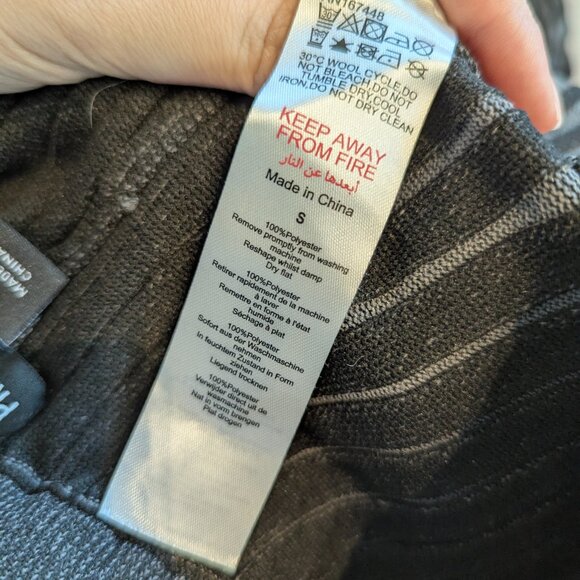 N167448
30°C WOOL CYCLE.DO
NOT BLEACH.DO NOT
TUMBLE DRY.COOL
IRON.DO NOT DRY CLEAN
KEEP AWAY
FROM FIRE
أبعدها عن النار
Made in China
S
100%Polyester
Remove promptly from washing
machine
Reshape whilst damp
Dry flat
100%Polyester
Retirer rapidement de la machine
à laver
Remettre en forme à l'état
humide
Séchage à plat
100%Polyester
Sofort aus der Waschmaschine
nehmen
In feuchtem Zustand in Form
ziehen
Liegend trocknen
100%Polyester
Verwijder direct uit de
wasmachine
Nat in vorm brengen
Plat drogen
MADE
CHINA